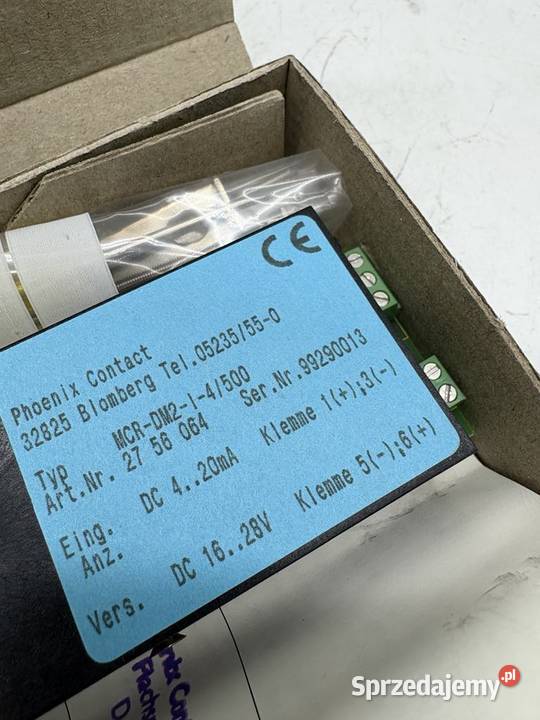 CE
Phoenix Contact
32825 Blomberg Tel.05235/55-0
Typ MCR-DM2-I-4/500
Art.Nr. 27 56 064 Ser.Nr.99290013
Eing. DC 4..20mA Klemme 1(+);3(-)
Anz.
Vers. DC 16..28V Klemme 5(-);6(+)
Sprzedajemy.pl